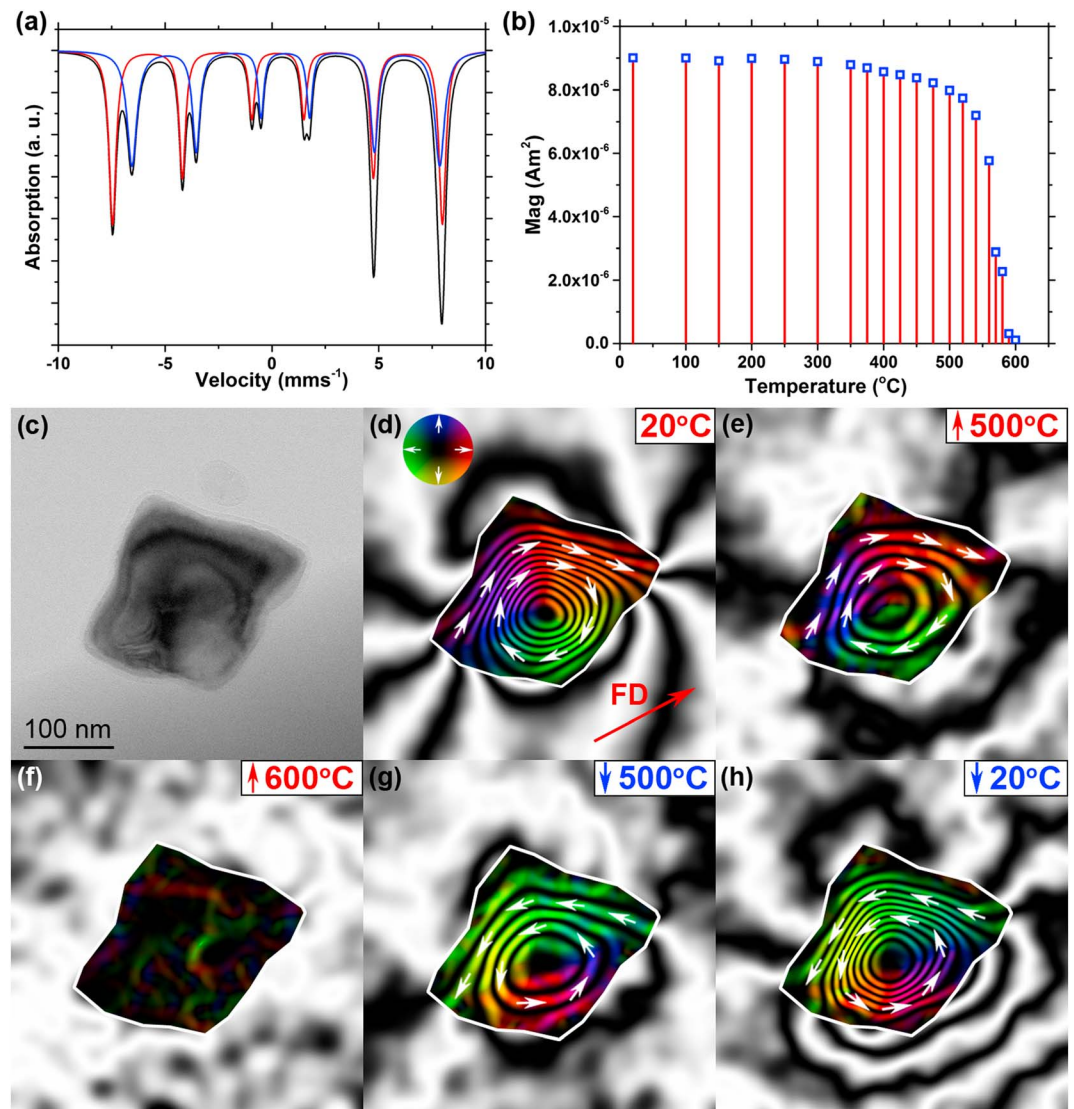 (a)
Absorption (a. u.)
-10 -5 0 5 10
Velocity (mms⁻¹)
(b)
Mag (Am²)
1.0x10⁻⁵
8.0x10⁻⁶
6.0x10⁻⁶
4.0x10⁻⁶
2.0x10⁻⁶
0.0
0 100 200 300 400 500 600
Temperature (°C)
(c)
100 nm
(d)
20°C
FD
(e)
↑500°C
(f)
↑600°C
(g)
↓500°C
(h)
↓20°C